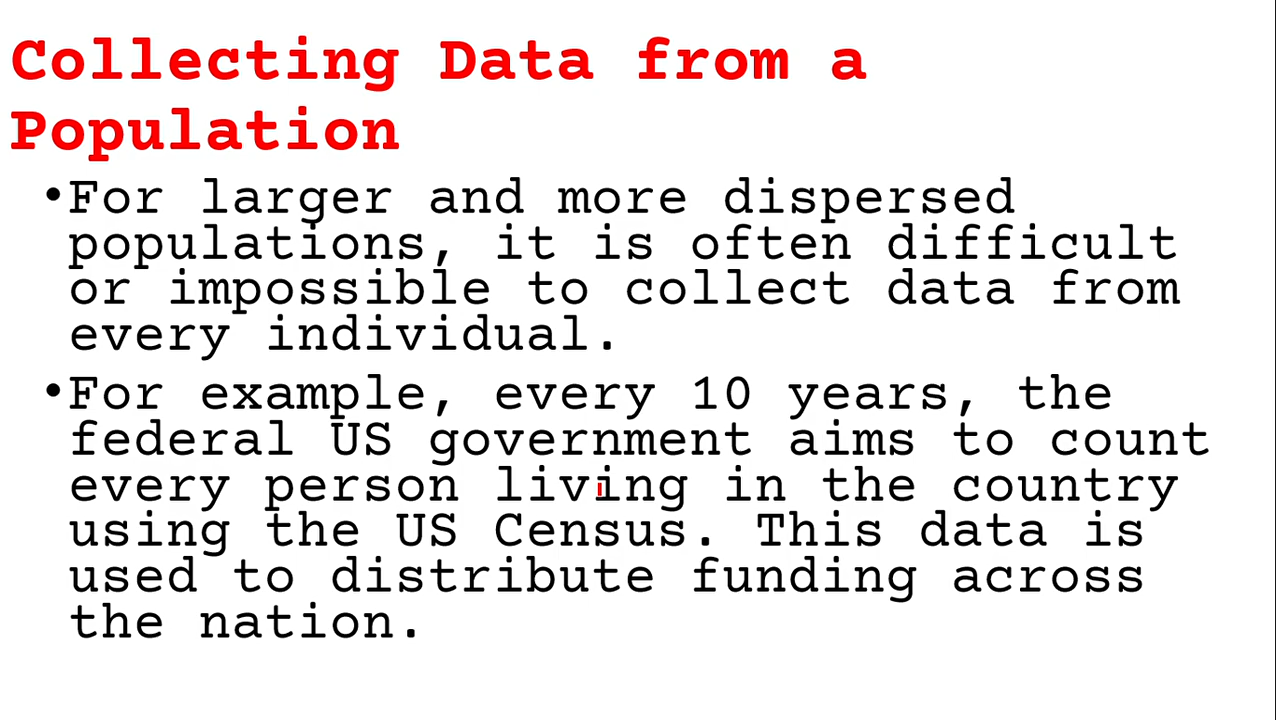 Collecting Data from a
Population
•For larger and more dispersed
populations, it is often difficult
or impossible to collect data from
every individual.
•For example, every 10 years, the
federal US government aims to count
every person living in the country
using the US Census. This data is
used to distribute funding across
the nation.